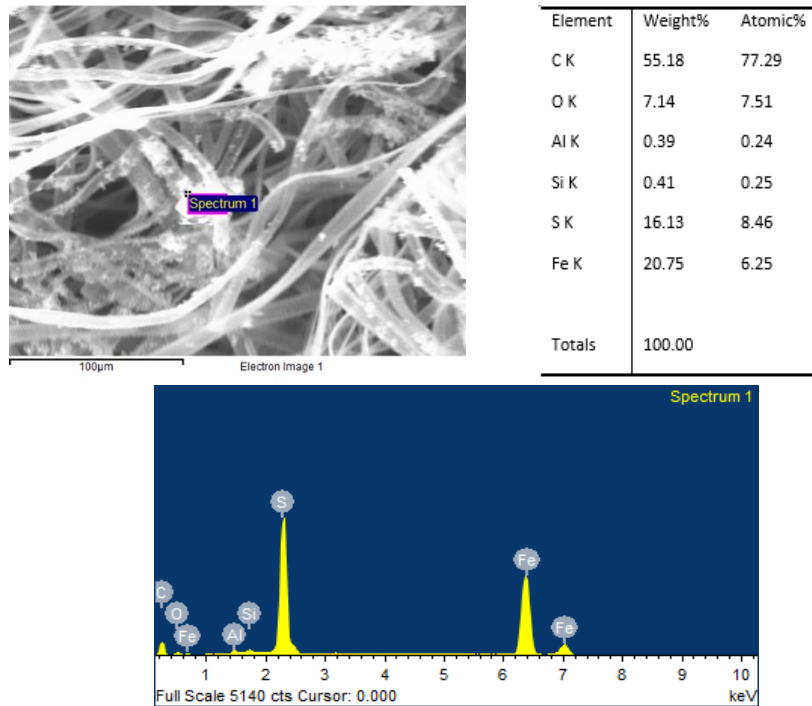 Spectrum 1
100µm Electron Image 1
Element Weight% Atomic%
C K 55.18 77.29
O K 7.14 7.51
Al K 0.39 0.24
Si K 0.41 0.25
S K 16.13 8.46
Fe K 20.75 6.25
Totals 100.00
Spectrum 1
S
Fe
C
Si
O
Fe
Fe
Al
1 2 3 4 5 6 7 8 9 10
Full Scale 5140 cts Cursor: 0.000 keV